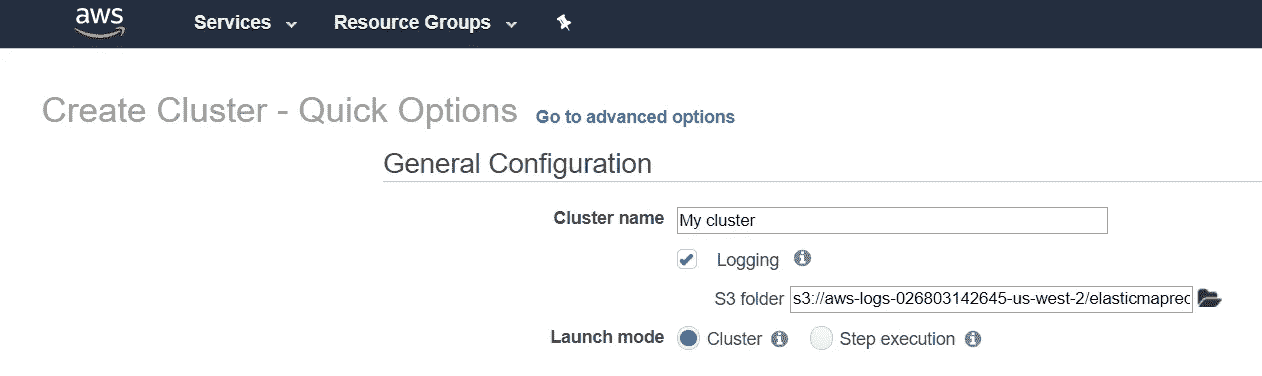 aws Services Resource Groups
Create Cluster - Quick Options Go to advanced options
General Configuration
Cluster name My cluster
Logging
S3 folder s3://aws-logs-026803142645-us-west-2/elasticmapred
Launch mode Cluster Step execution